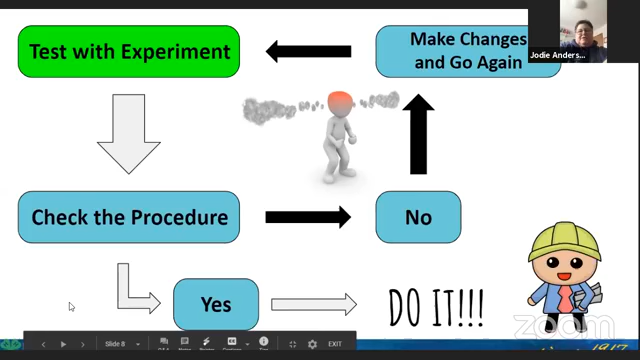 Test with Experiment
Make Changes
and Go Again
Jodie Anders...
Check the Procedure
No
Yes
DO IT!!!
zoom
Slide 8
EXIT
1917